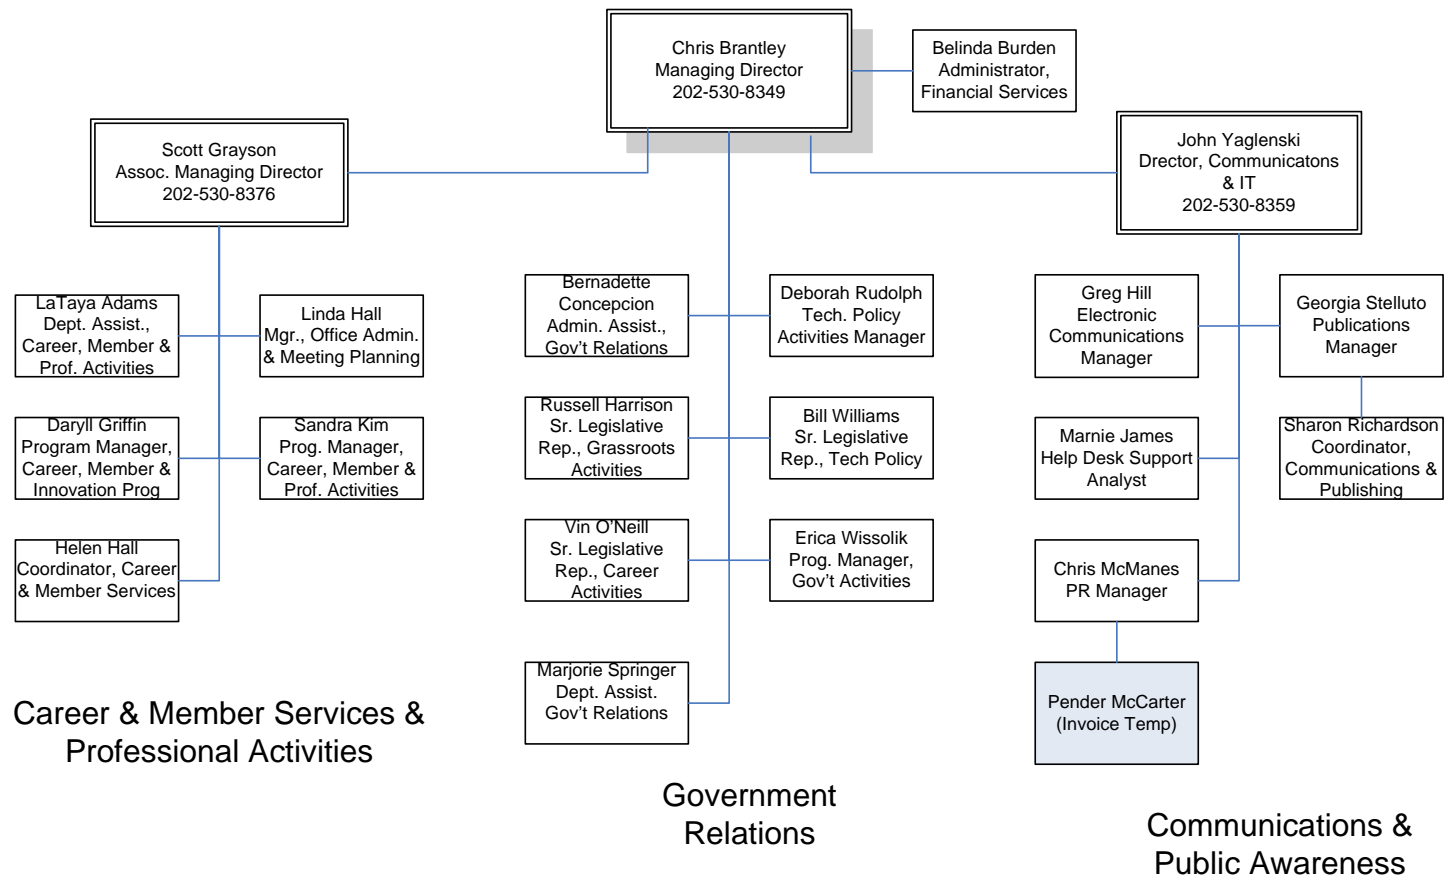 Chris Brantley
Managing Director
202-530-8349
Belinda Burden
Administrator,
Financial Services
Scott Grayson
Assoc. Managing Director
202-530-8376
John Yaglenski
Drector, Communicatons
& IT
202-530-8359
LaTaya Adams
Dept. Assist.,
Career, Member &
Prof. Activities
Linda Hall
Mgr., Office Admin.
& Meeting Planning
Daryll Griffin
Program Manager,
Career, Member &
Innovation Prog
Sandra Kim
Prog. Manager,
Career, Member &
Prof. Activities
Helen Hall
Coordinator, Career
& Member Services
Career & Member Services &
Professional Activities
Bernadette
Concepcion
Admin. Assist.,
Gov't Relations
Deborah Rudolph
Tech. Policy
Activities Manager
Russell Harrison
Sr. Legislative
Rep., Grassroots
Activities
Bill Williams
Sr. Legislative
Rep., Tech Policy
Vin O'Neill
Sr. Legislative
Rep., Career
Activities
Erica Wissolik
Prog. Manager,
Gov't Activities
Marjorie Springer
Dept. Assist.
Gov't Relations
Government
Relations
Greg Hill
Electronic
Communications
Manager
Georgia Stelluto
Publications
Manager
Marnie James
Help Desk Support
Analyst
Sharon Richardson
Coordinator,
Communications &
Publishing
Chris McManes
PR Manager
Pender McCarter
(Invoice Temp)
Communications &
Public Awareness